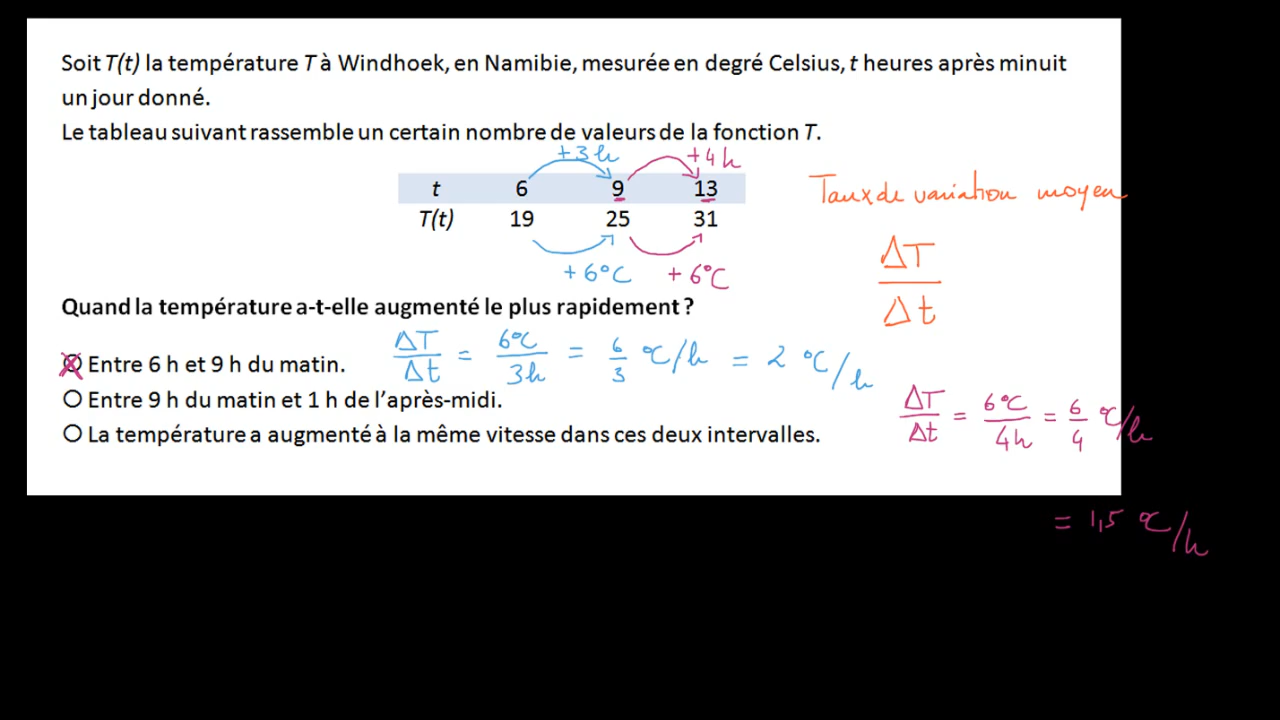 Soit T(t) la température T à Windhoek, en Namibie, mesurée en degré Celsius, t heures après minuit
un jour donné.
Le tableau suivant rassemble un certain nombre de valeurs de la fonction T.
+3h +4h
t 6 9 13
T(t) 19 25 31
+6°C +6°C
Taux de variation moyen
ΔT
Δt
Quand la température a-t-elle augmenté le plus rapidement ?
Entre 6 h et 9 h du matin.
ΔT/Δt = 6°C/3h = 6/3 °C/h = 2 °C/h
Entre 9 h du matin et 1 h de l’après-midi.
La température a augmenté à la même vitesse dans ces deux intervalles.
ΔT/Δt = 6°C/4h = 6/4 °C/h
= 1,5 °C/h